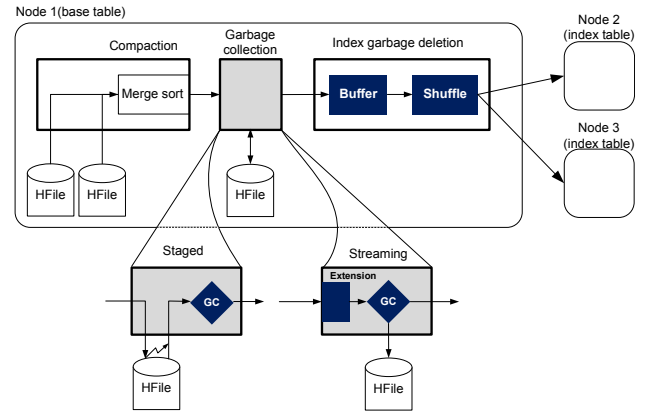 Node 1(base table)
Compaction
Garbage
collection
Index garbage deletion
Node 2
(index table)
Merge sort
Buffer
Shuffle
Node 3
(index table)
HFile
HFile
HFile
Staged
Streaming
Extension
GC
GC
HFile
HFile